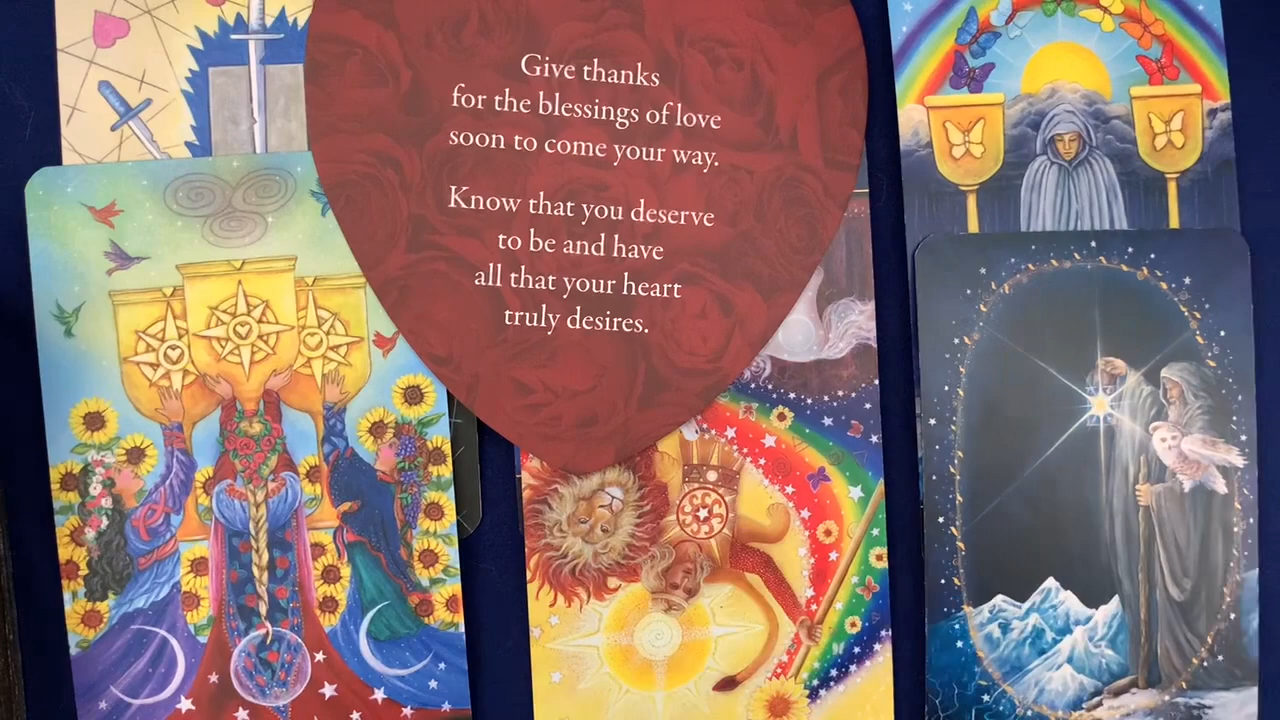 Give thanks
for the blessings of love
soon to come your way.
Know that you deserve
to be and have
all that your heart
truly desires.